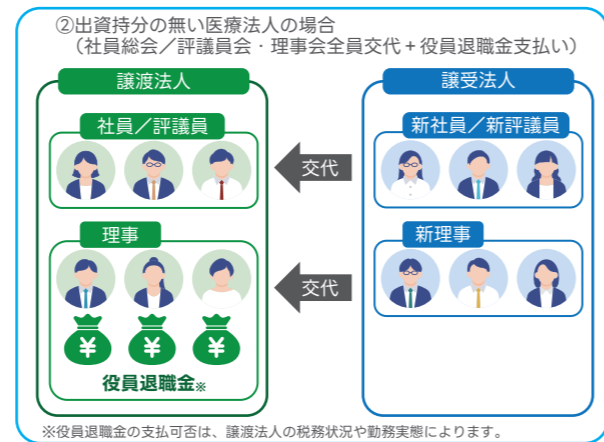 ②出資持分の無い医療法人の場合
（社員総会／評議員会・理事会全員交代＋役員退職金支払い）
譲渡法人
譲受法人
社員／評議員
新社員／新評議員
交代
理事
新理事
交代
¥ ¥ ¥
役員退職金※
※役員退職金の支払可否は、譲渡法人の税務状況や勤務実態によります。